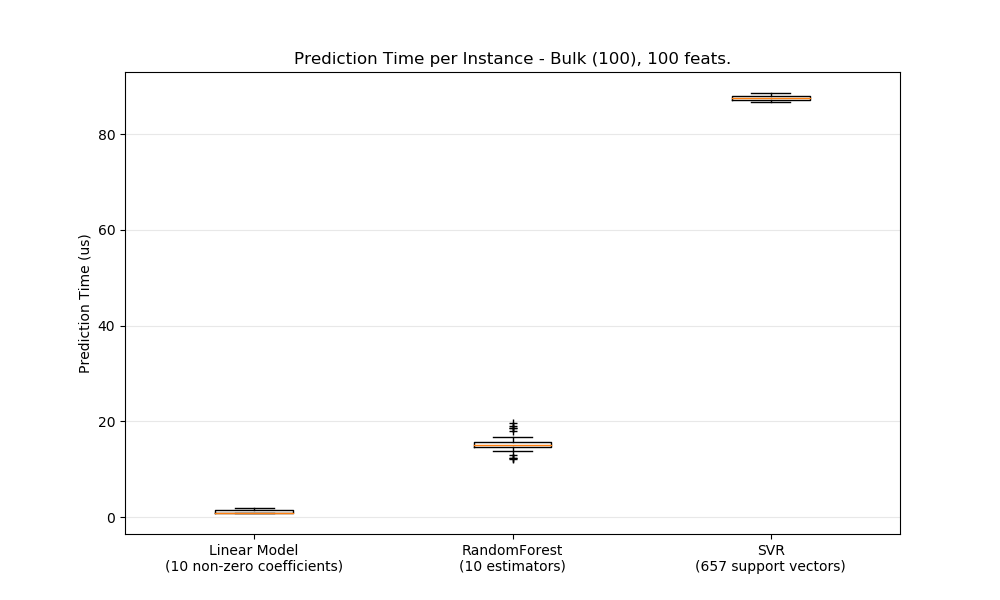 Prediction Time per Instance - Bulk (100), 100 feats.
Prediction Time (us)
80
60
40
20
0
Linear Model
(10 non-zero coefficients)
RandomForest
(10 estimators)
SVR
(657 support vectors)